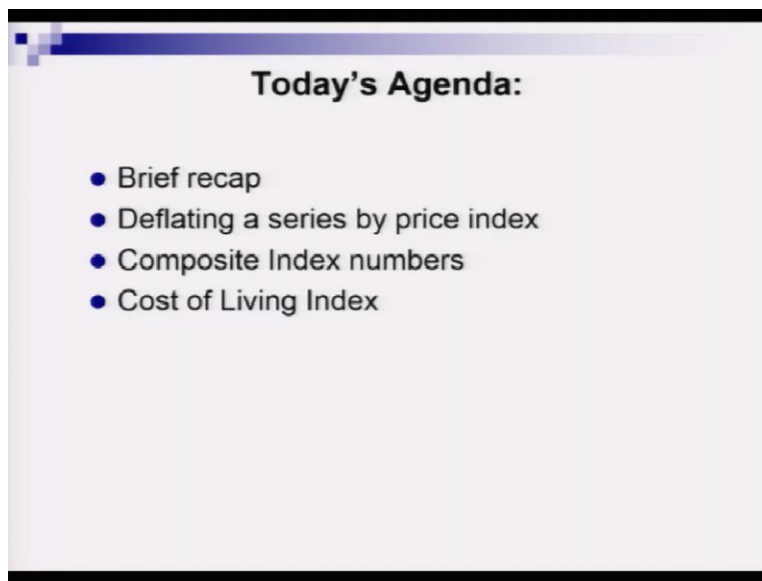 Today's Agenda:
Brief recap
Deflating a series by price index
Composite Index numbers
Cost of Living Index